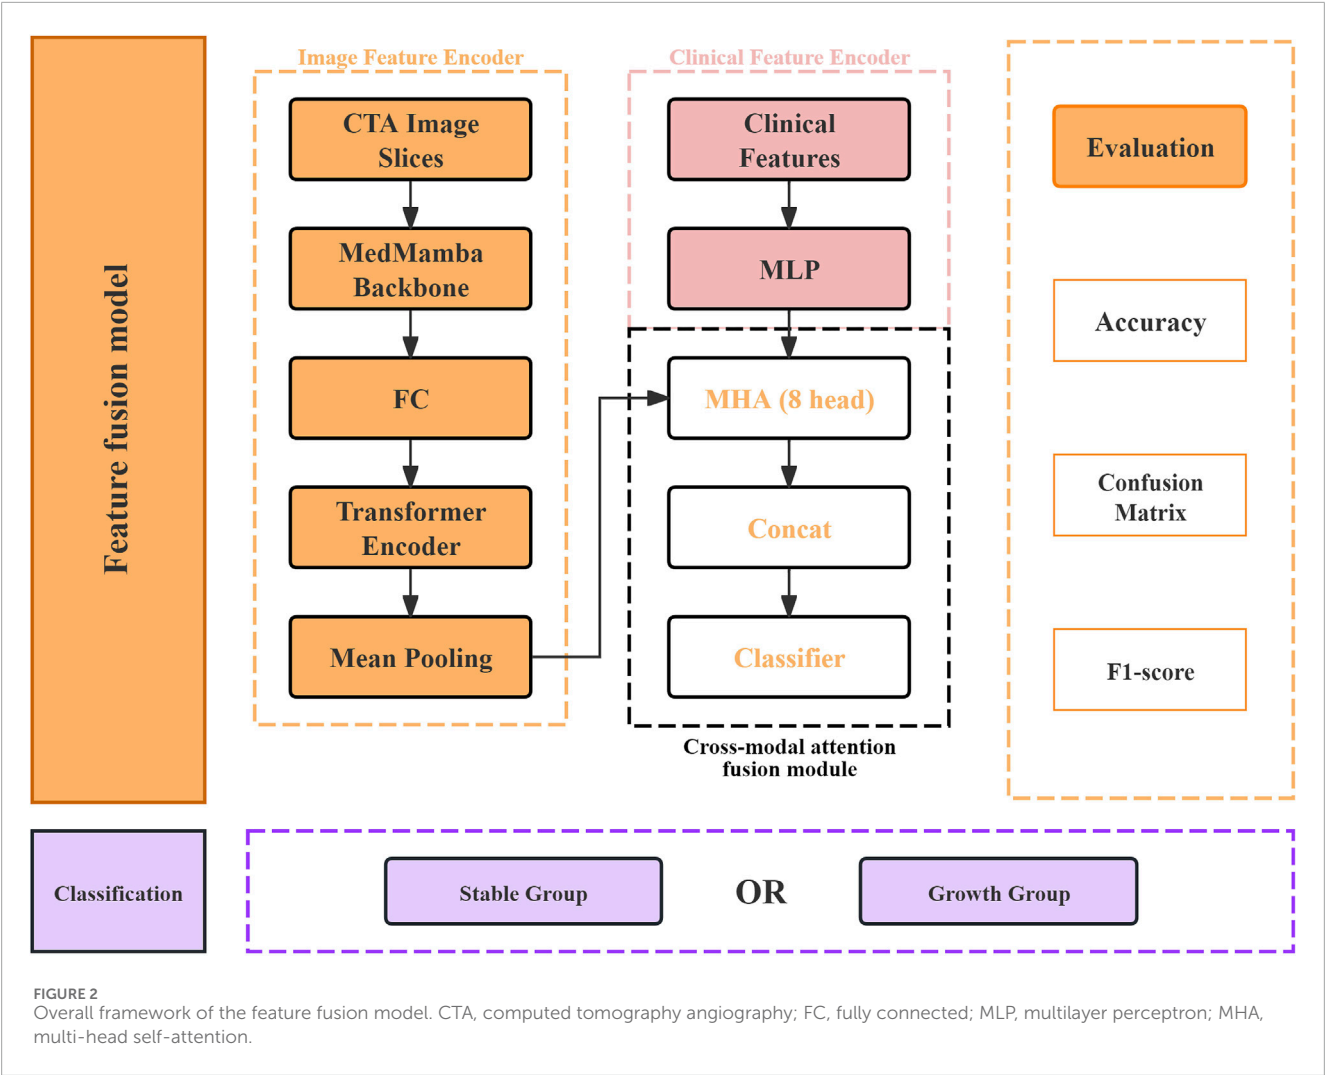 Feature fusion model
Image Feature Encoder
CTA Image
Slices
MedMamba
Backbone
FC
Transformer
Encoder
Mean Pooling
Clinical Feature Encoder
Clinical
Features
MLP
MHA (8 head)
Concat
Classifier
Cross-modal attention
fusion module
Evaluation
Accuracy
Confusion
Matrix
F1-score
Classification
Stable Group
OR
Growth Group
FIGURE 2
Overall framework of the feature fusion model. CTA, computed tomography angiography; FC, fully connected; MLP, multilayer perceptron; MHA,
multi-head self-attention.